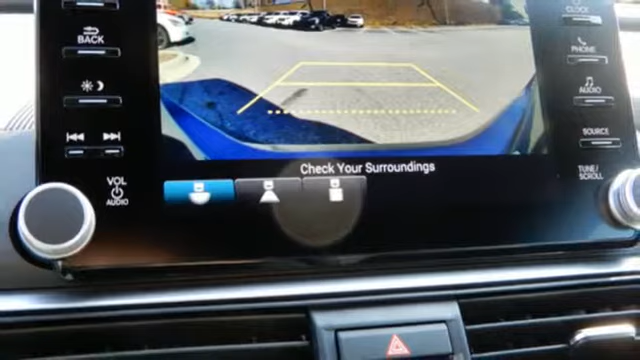 BACK
VOL
AUDIO
Check Your Surroundings
CLOCK
PHONE
AUDIO
SOURCE
TUNE/
SCROLL